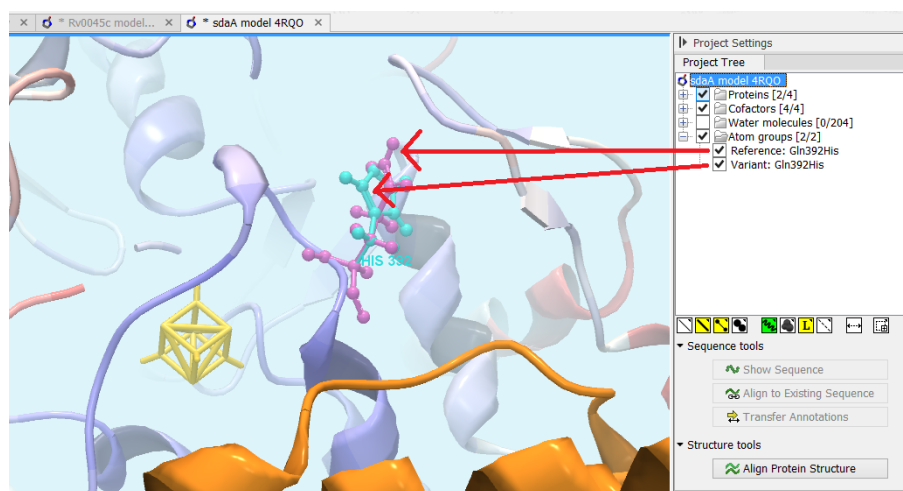 * Rv0045c model... × * sdaA model 4RQO ×
Project Settings
Project Tree
sdaA model 4RQO
Proteins [2/4]
Cofactors [4/4]
Water molecules [0/204]
Atom groups [2/2]
Reference: Gln392His
Variant: Gln392His
HIS 392
L
Sequence tools
Show Sequence
Align to Existing Sequence
Transfer Annotations
Structure tools
Align Protein Structure